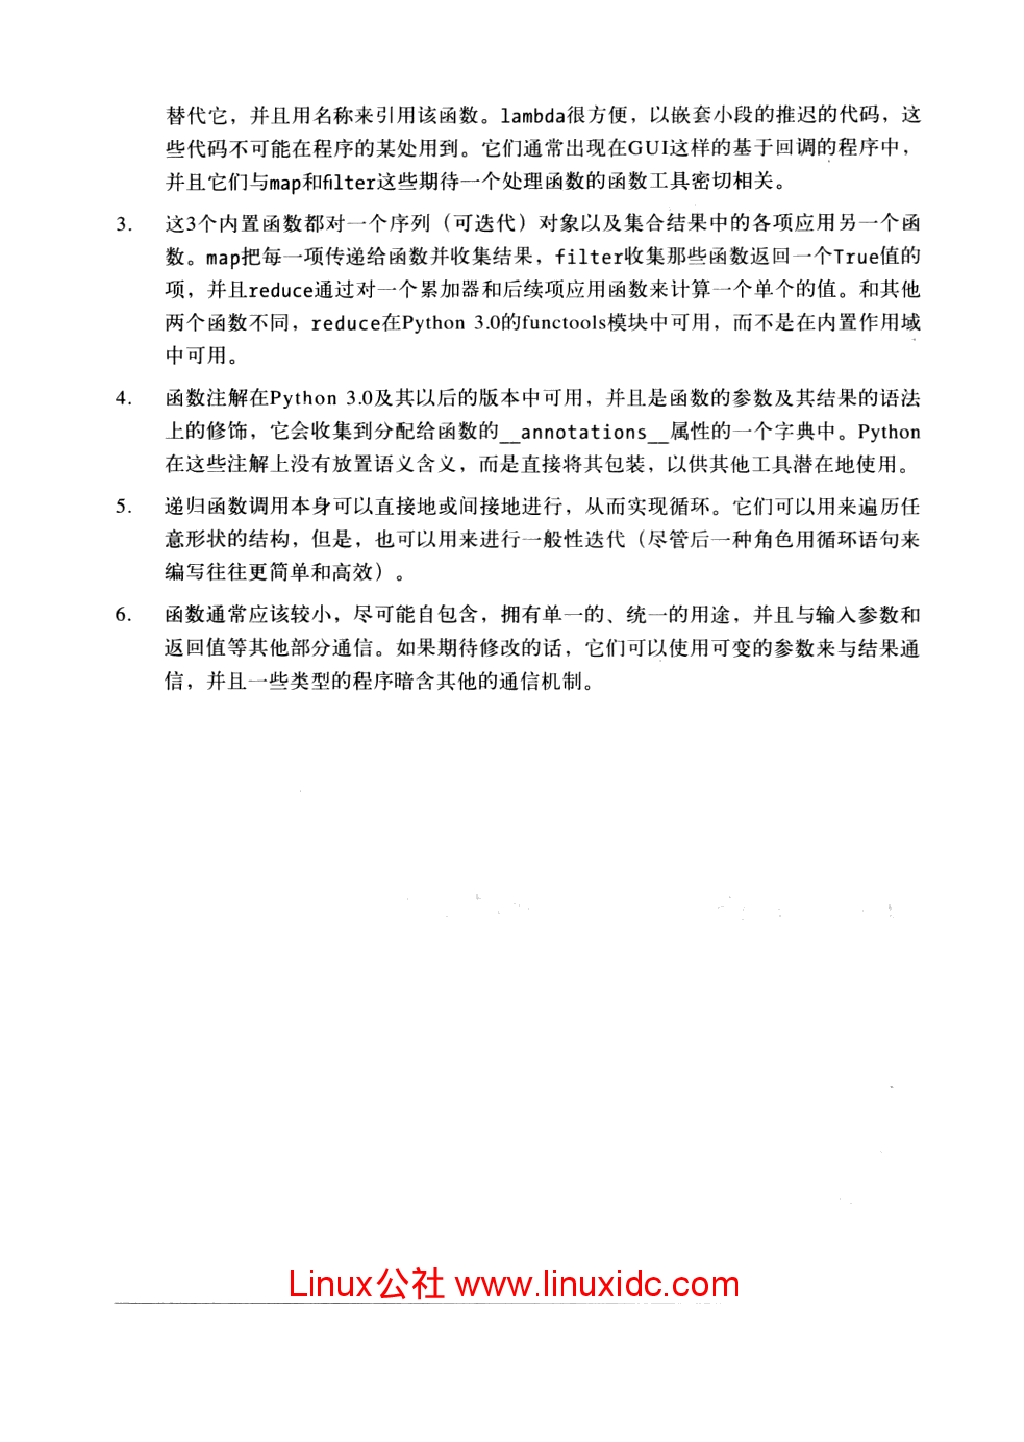 替代它，并且用名称来引用该函数。lambda很方便，以嵌套小段的推迟的代码，这
些代码不可能在程序的某处用到。它们通常出现在GUI这样的基于回调的程序中，
并且它们与map和filter这些期待一个处理函数的函数工具密切相关。
3. 这3个内置函数都对一个序列（可迭代）对象以及集合结果中的各项应用另一个函
数。map把每一项传递给函数并收集结果，filter收集那些函数返回一个True值的
项，并且reduce通过对一个累加器和后续项应用函数来计算一个单个的值。和其他
两个函数不同，reduce在Python 3.0的functools模块中可用，而不是在内置作用域
中可用。
4. 函数注解在Python 3.0及其以后的版本中可用，并且是函数的参数及其结果的语法
上的修饰，它会收集到分配给函数的__annotations__属性的一个字典中。Python
在这些注解上没有放置语义含义，而是直接将其包装，以供其他工具潜在地使用。
5. 递归函数调用本身可以直接地或间接地进行，从而实现循环。它们可以用来遍历任
意形状的结构，但是，也可以用来进行一般性迭代（尽管后一种角色用循环语句来
编写往往更简单和高效）。
6. 函数通常应该较小，尽可能自包含，拥有单一的、统一的用途，并且与输入参数和
返回值等其他部分通信。如果期待修改的话，它们可以使用可变的参数来与结果通
信，并且一些类型的程序暗含其他的通信机制。
Linux公社 www.linuxidc.com